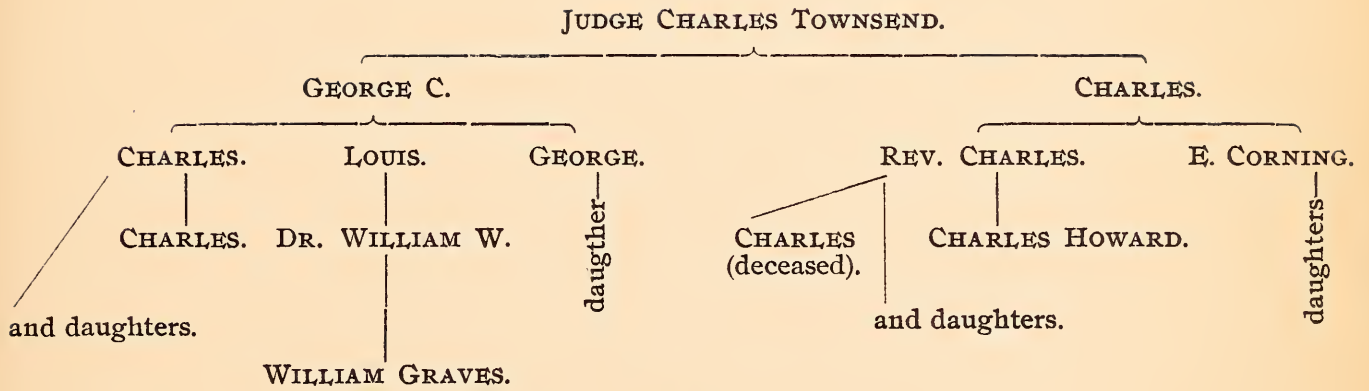 JUDGE CHARLES TOWNSEND.
GEORGE C. CHARLES.
CHARLES. LOUIS. GEORGE. REV. CHARLES. E. CORNING.
CHARLES. DR. WILLIAM W. daugther CHARLES (deceased). CHARLES HOWARD. daughters
and daughters. and daughters.
WILLIAM GRAVES.